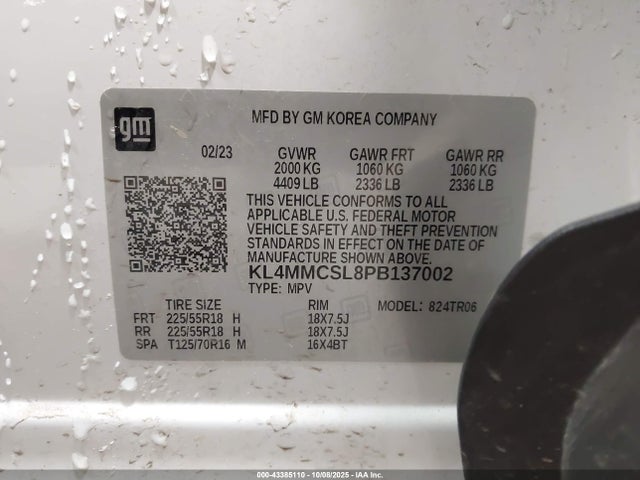 gm
MFD BY GM KOREA COMPANY
02/23 GVWR GAWR FRT GAWR RR
2000 KG 1060 KG 1060 KG
4409 LB 2336 LB 2336 LB
THIS VEHICLE CONFORMS TO ALL
APPLICABLE U.S. FEDERAL MOTOR
VEHICLE SAFETY AND THEFT PREVENTION
STANDARDS IN EFFECT ON THE DATE OF
MANUFACTURE SHOWN ABOVE.
KL4MMCSL8PB137002
TYPE: MPV
TIRE SIZE RIM MODEL: 824TR06
FRT 225/55R18 H 18X7.5J
RR 225/55R18 H 18X7.5J
SPA T125/70R16 M 16X4BT
000-43385110 - 10/08/2025 - IAAI.COM